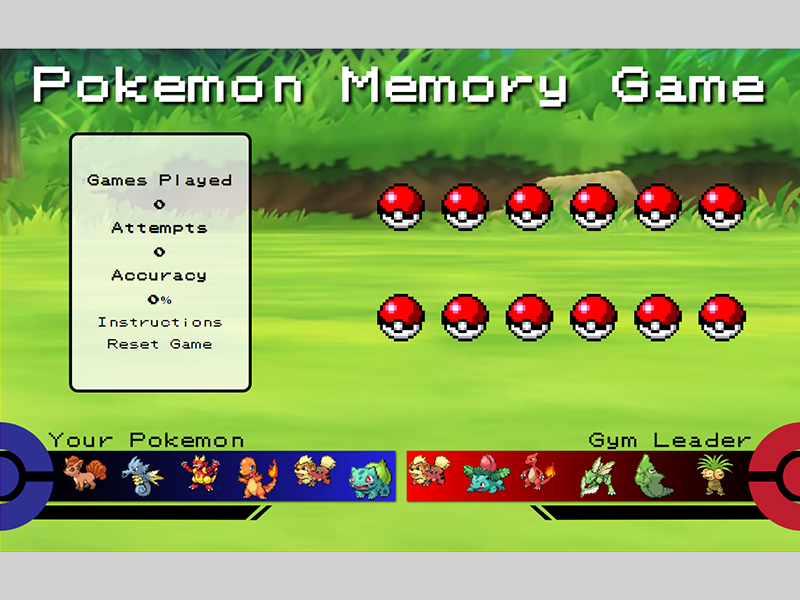 Pokemon Memory Game
Games Played
0
Attempts
0
Accuracy
0%
Instructions
Reset Game
Your Pokemon
Gym Leader